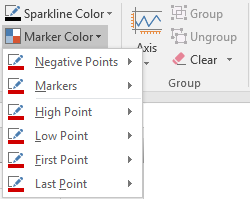 Sparkline Color
Marker Color
Negative Points
Markers
High Point
Low Point
First Point
Last Point
Axis
Group
Ungroup
Clear
Group